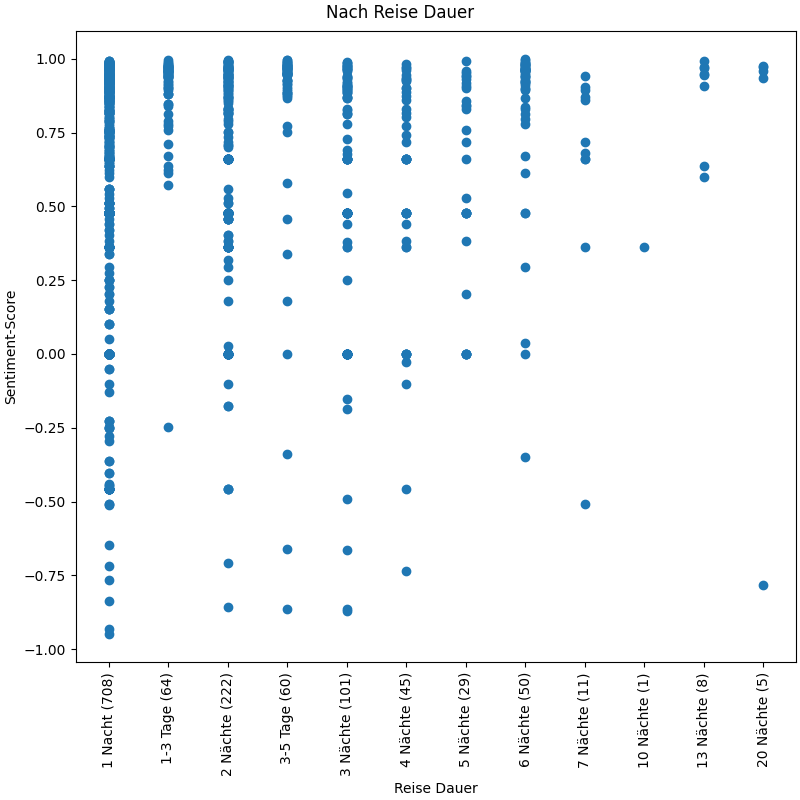 Nach Reise Dauer
Sentiment-Score
1.00
0.75
0.50
0.25
0.00
−0.25
−0.50
−0.75
−1.00
1 Nacht (708)
1-3 Tage (64)
2 Nächte (222)
3-5 Tage (60)
3 Nächte (101)
4 Nächte (45)
5 Nächte (29)
6 Nächte (50)
7 Nächte (11)
10 Nächte (1)
13 Nächte (8)
20 Nächte (5)
Reise Dauer